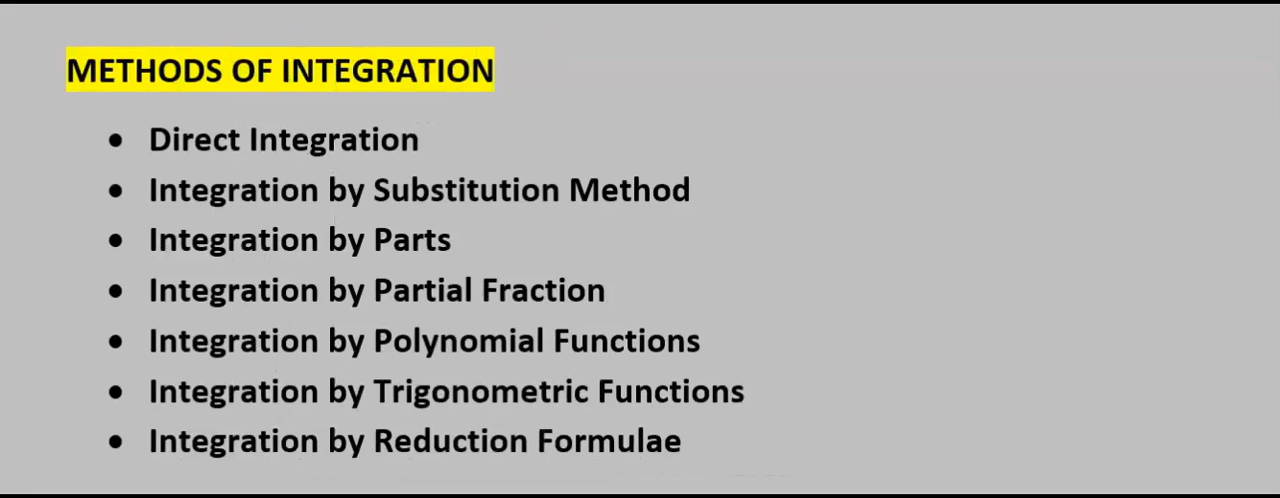 METHODS OF INTEGRATION
• Direct Integration
• Integration by Substitution Method
• Integration by Parts
• Integration by Partial Fraction
• Integration by Polynomial Functions
• Integration by Trigonometric Functions
• Integration by Reduction Formulae